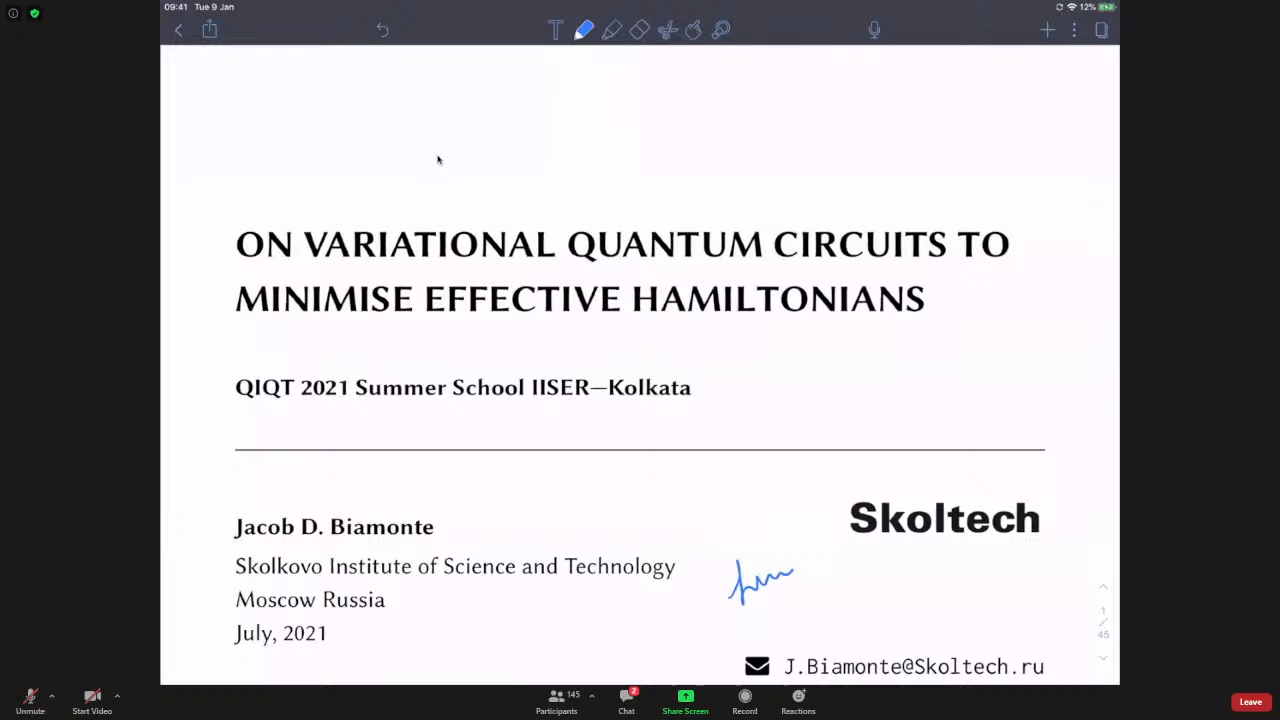 09:41 Tue 9 Jan
12%
ON VARIATIONAL QUANTUM CIRCUITS TO
MINIMISE EFFECTIVE HAMILTONIANS
QIQT 2021 Summer School IISER—Kolkata
Skoltech
Jacob D. Biamonte
Skolkovo Institute of Science and Technology
Moscow Russia
July, 2021
1
/
45
J.Biamonte@Skoltech.ru
145
2
Unmute
Start Video
Participants
Chat
Share Screen
Record
Reactions
Leave